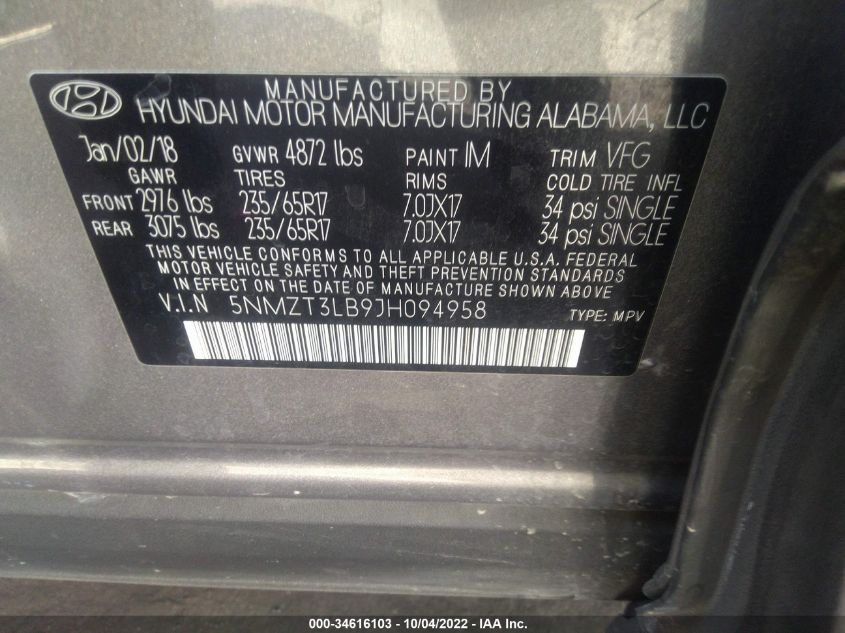 MANUFACTURED BY
HYUNDAI MOTOR MANUFACTURING ALABAMA, LLC
Jan/02/18 GVWR 4872 lbs PAINT IM TRIM VFG
GAWR TIRES RIMS COLD TIRE INFL
FRONT 2976 lbs 235/65R17 7.0JX17 34 psi SINGLE
REAR 3075 lbs 235/65R17 7.0JX17 34 psi SINGLE
THIS VEHICLE CONFORMS TO ALL APPLICABLE U.S.A. FEDERAL
MOTOR VEHICLE SAFETY AND THEFT PREVENTION STANDARDS
IN EFFECT ON THE DATE OF MANUFACTURE SHOWN ABOVE.
V.I.N 5NMZT3LB9JH094958 TYPE: MPV
000-34616103 - 10/04/2022 - IAA Inc.